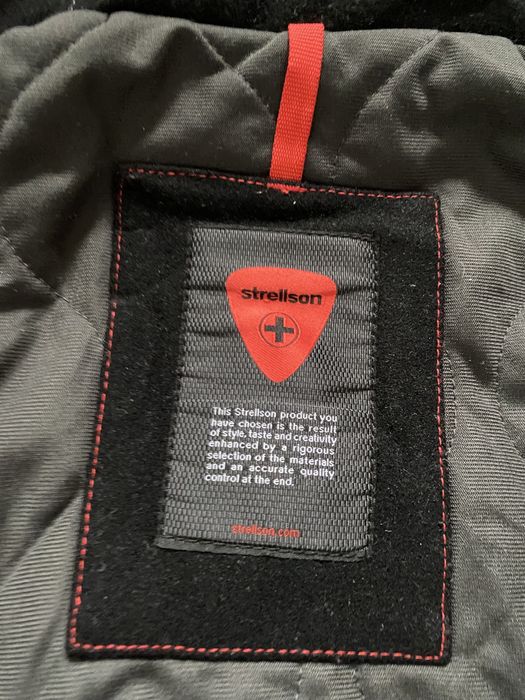 strellson
This Strellson product you
have chosen is the result
of style, taste and creativity
enhanced by a rigorous
selection of the materials
and an accurate quality
control at the end.
strellson.com